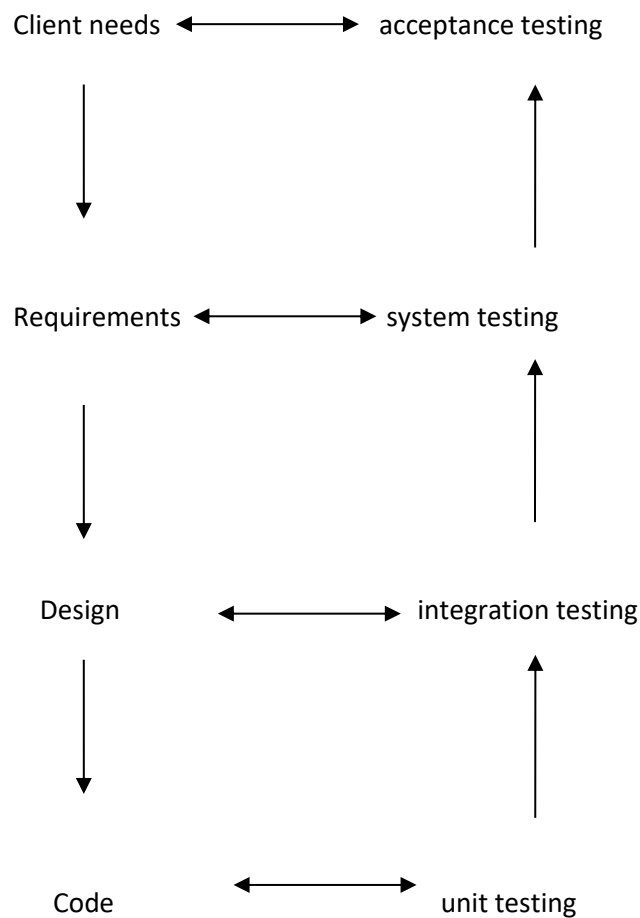 Client needs acceptance testing
Requirements system testing
Design integration testing
Code unit testing